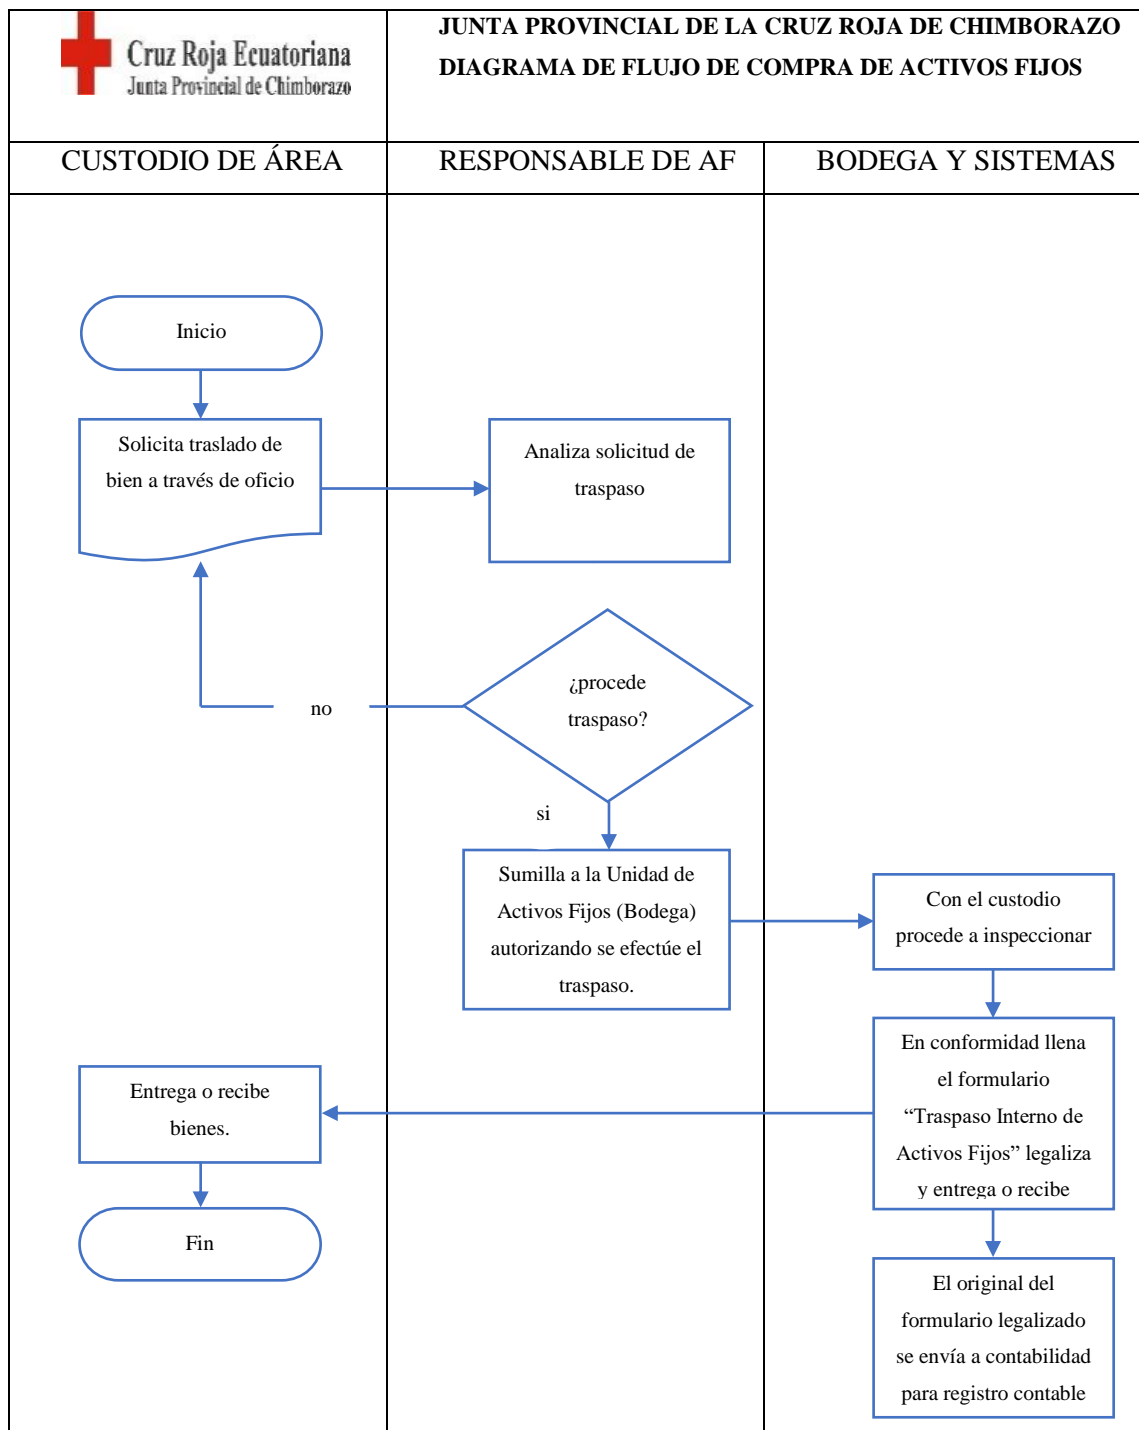 Cruz Roja Ecuatoriana
Junta Provincial de Chimborazo
JUNTA PROVINCIAL DE LA CRUZ ROJA DE CHIMBORAZO
DIAGRAMA DE FLUJO DE COMPRA DE ACTIVOS FIJOS
CUSTODIO DE ÁREA
RESPONSABLE DE AF
BODEGA Y SISTEMAS
Inicio
Solicita traslado de
bien a través de oficio
Analiza solicitud de
traspaso
¿procede
traspaso?
no
si
Sumilla a la Unidad de
Activos Fijos (Bodega)
autorizando se efectúe el
traspaso.
Con el custodio
procede a inspeccionar
En conformidad llena
el formulario
“Traspaso Interno de
Activos Fijos” legaliza
y entrega o recibe
Entrega o recibe
bienes.
Fin
El original del
formulario legalizado
se envía a contabilidad
para registro contable